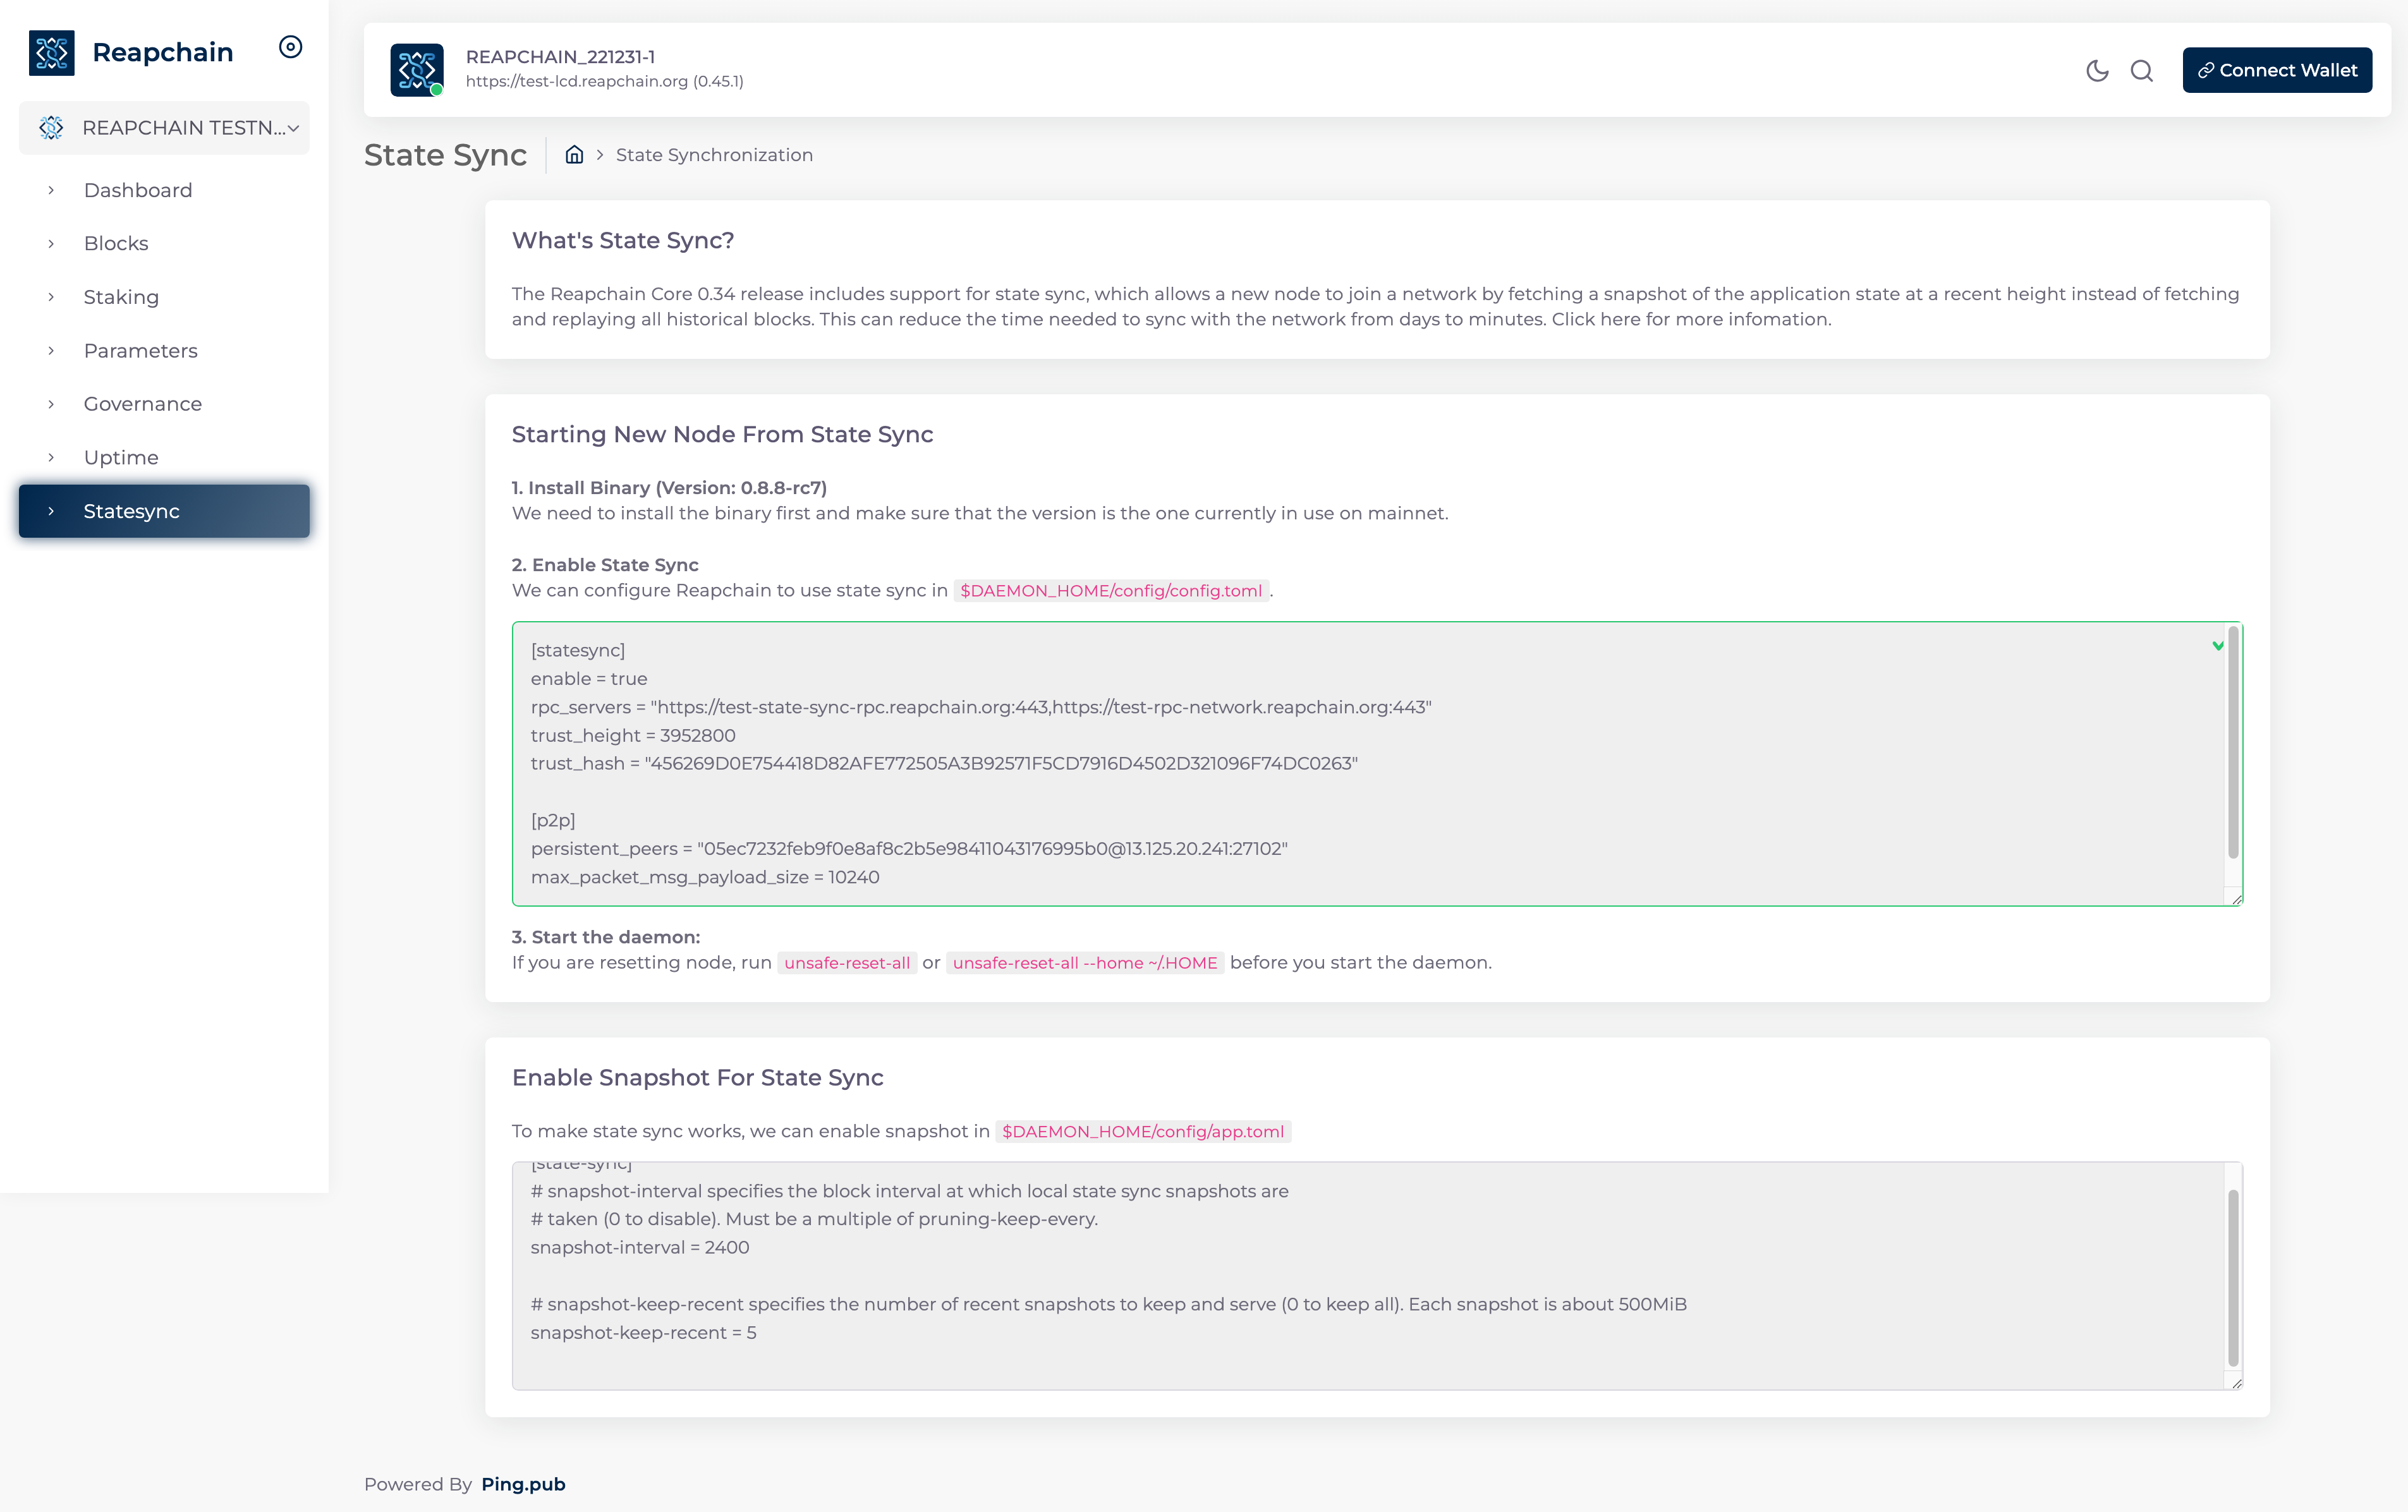 Reapchain
REAPCHAIN TESTN...
Dashboard
Blocks
Staking
Parameters
Governance
Uptime
Statesync
REAPCHAIN_221231-1
https://test-lcd.reapchain.org (0.45.1)
Connect Wallet
State Sync
State Synchronization
What's State Sync?
The Reapchain Core 0.34 release includes support for state sync, which allows a new node to join a network by fetching a snapshot of the application state at a recent height instead of fetching
and replaying all historical blocks. This can reduce the time needed to sync with the network from days to minutes. Click here for more infomation.
Starting New Node From State Sync
1. Install Binary (Version: 0.8.8-rc7)
We need to install the binary first and make sure that the version is the one currently in use on mainnet.
2. Enable State Sync
We can configure Reapchain to use state sync in $DAEMON_HOME/config/config.toml.
[statesync]
enable = true
rpc_servers = "https://test-state-sync-rpc.reapchain.org:443,https://test-rpc-network.reapchain.org:443"
trust_height = 3952800
trust_hash = "456269D0E754418D82AFE772505A3B92571F5CD7916D4502D321096F74DC0263"
[p2p]
persistent_peers = "05ec7232feb9f0e8af8c2b5e98411043176995b0@13.125.20.241:27102"
max_packet_msg_payload_size = 10240
3. Start the daemon:
If you are resetting node, run unsafe-reset-all or unsafe-reset-all --home ~/.HOME before you start the daemon.
Enable Snapshot For State Sync
To make state sync works, we can enable snapshot in $DAEMON_HOME/config/app.toml
[state-sync]
# snapshot-interval specifies the block interval at which local state sync snapshots are
# taken (0 to disable). Must be a multiple of pruning-keep-every.
snapshot-interval = 2400
# snapshot-keep-recent specifies the number of recent snapshots to keep and serve (0 to keep all). Each snapshot is about 500MiB
snapshot-keep-recent = 5
Powered By Ping.pub